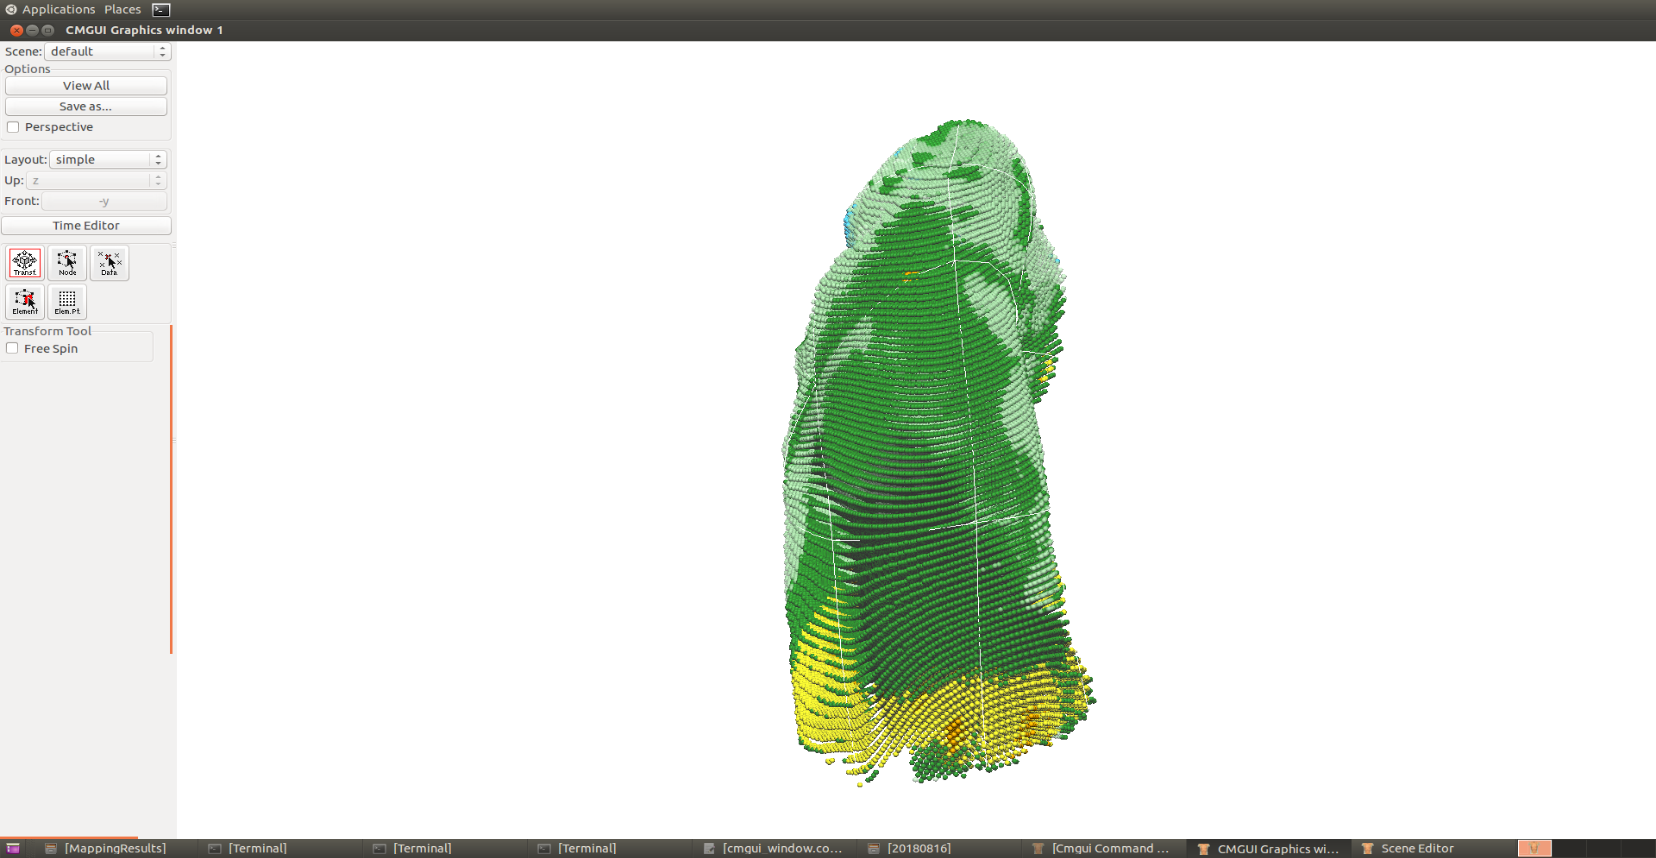 Applications Places
CMGUI Graphics window 1
Scene: default
Options
View All
Save as...
Perspective
Layout: simple
Up: z
Front: -y
Time Editor
Transf. Node Data
Element Elem.Pt.
Transform Tool
Free Spin
[MappingResults] [Terminal] [Terminal] [Terminal] [cmgui_window.co... [20180816] [Cmgui Command ... CMGUI Graphics wi... Scene Editor